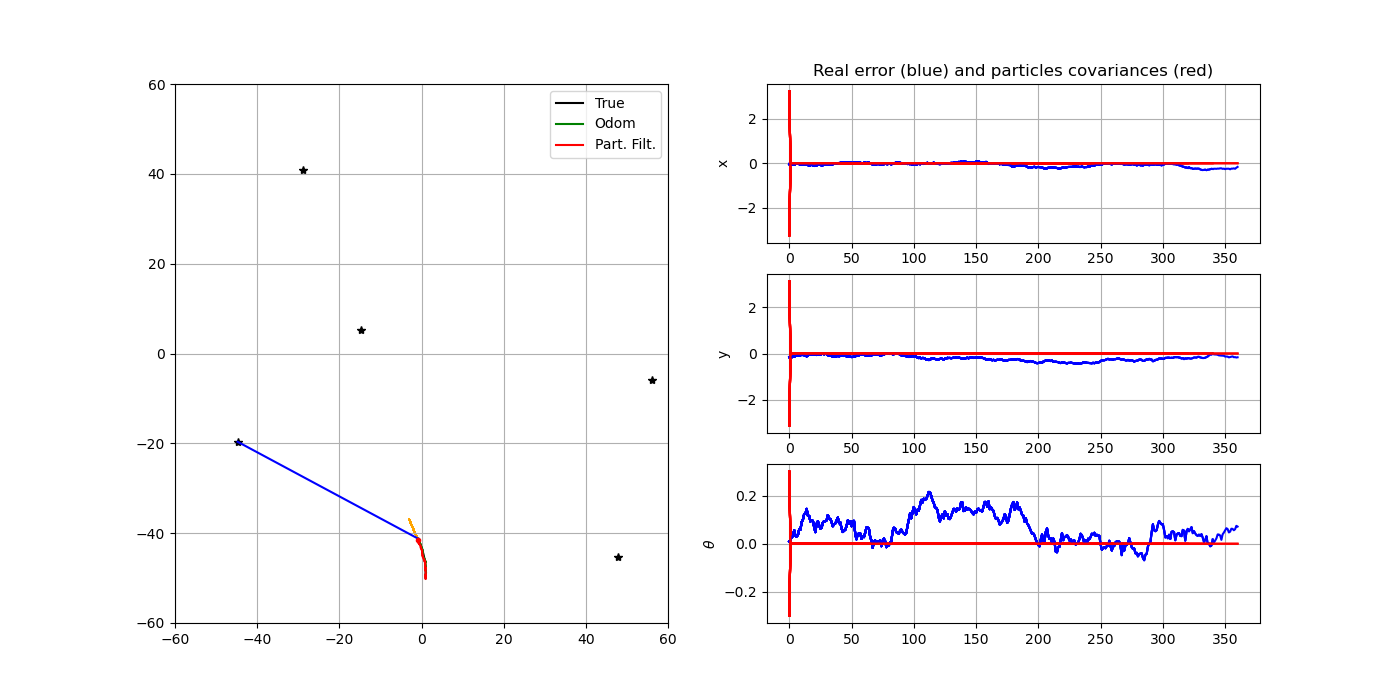 60
40
20
0
−20
−40
−60
−60 −40 −20 0 20 40 60
True
Odom
Part. Filt.
Real error (blue) and particles covariances (red)
x
2
0
−2
0 50 100 150 200 250 300 350
y
2
0
−2
0 50 100 150 200 250 300 350
θ
0.2
0.0
−0.2
0 50 100 150 200 250 300 350